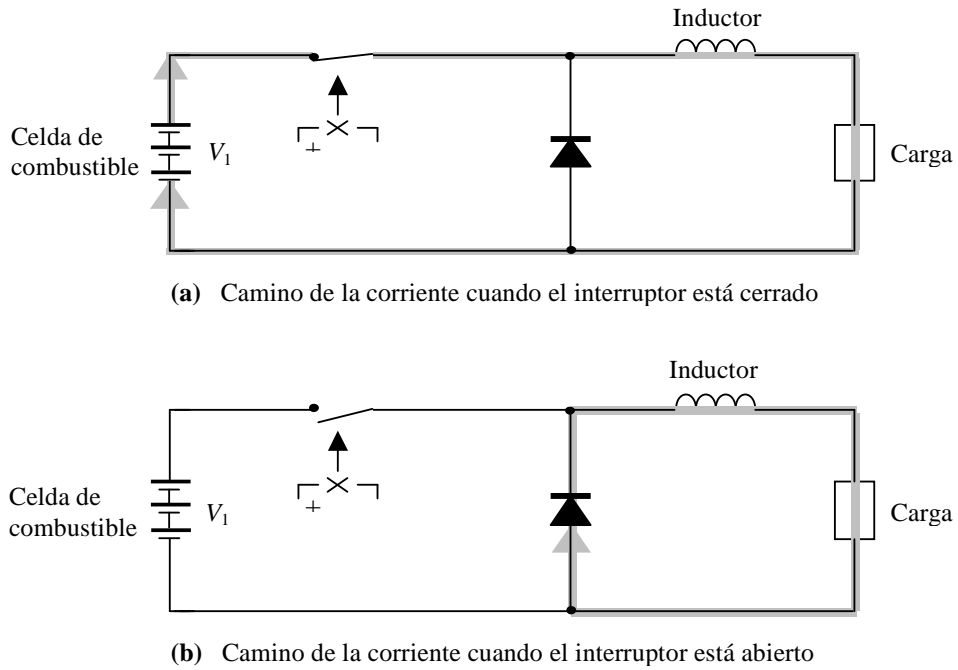 Inductor
Celda de
combustible
V1
+
Carga
(a) Camino de la corriente cuando el interruptor está cerrado
Inductor
Celda de
combustible
V1
+
Carga
(b) Camino de la corriente cuando el interruptor está abierto